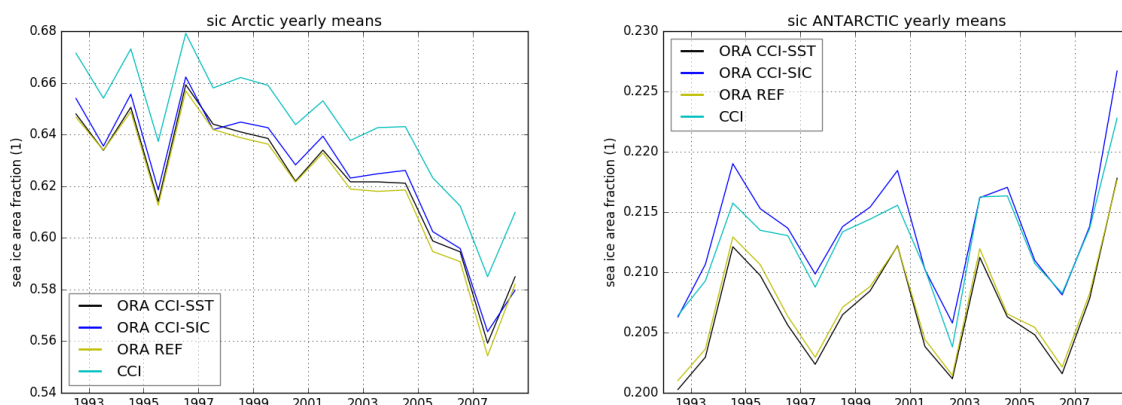 sic Arctic yearly means
0.68
0.66
0.64
0.62
0.60
0.58
0.56
0.54
sea ice area fraction (1)
ORA CCI-SST
ORA CCI-SIC
ORA REF
CCI
1993 1995 1997 1999 2001 2003 2005 2007
sic ANTARCTIC yearly means
0.230
0.225
0.220
0.215
0.210
0.205
0.200
sea ice area fraction (1)
ORA CCI-SST
ORA CCI-SIC
ORA REF
CCI
1993 1995 1997 1999 2001 2003 2005 2007